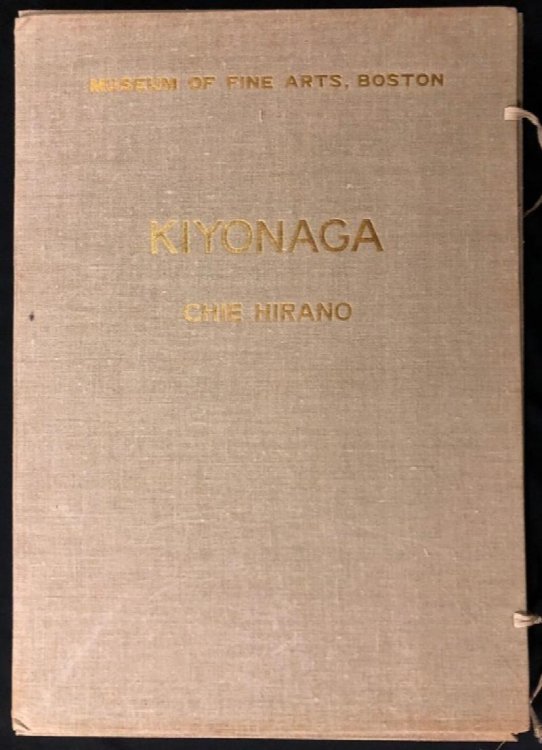 MUSEUM OF FINE ARTS, BOSTON
KIYONAGA
CHIE HIRANO